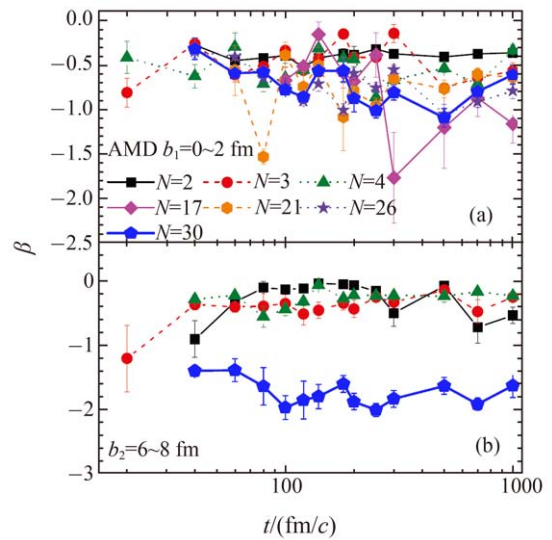 0.0
−0.5
−1.0
−1.5
−2.0
−2.5
AMD b₁=0~2 fm
N=2 N=3 N=4
N=17 N=21 N=26
N=30
(a)
β
0
−1
−2
−3
b₂=6~8 fm
(b)
100 1000
t/(fm/c)